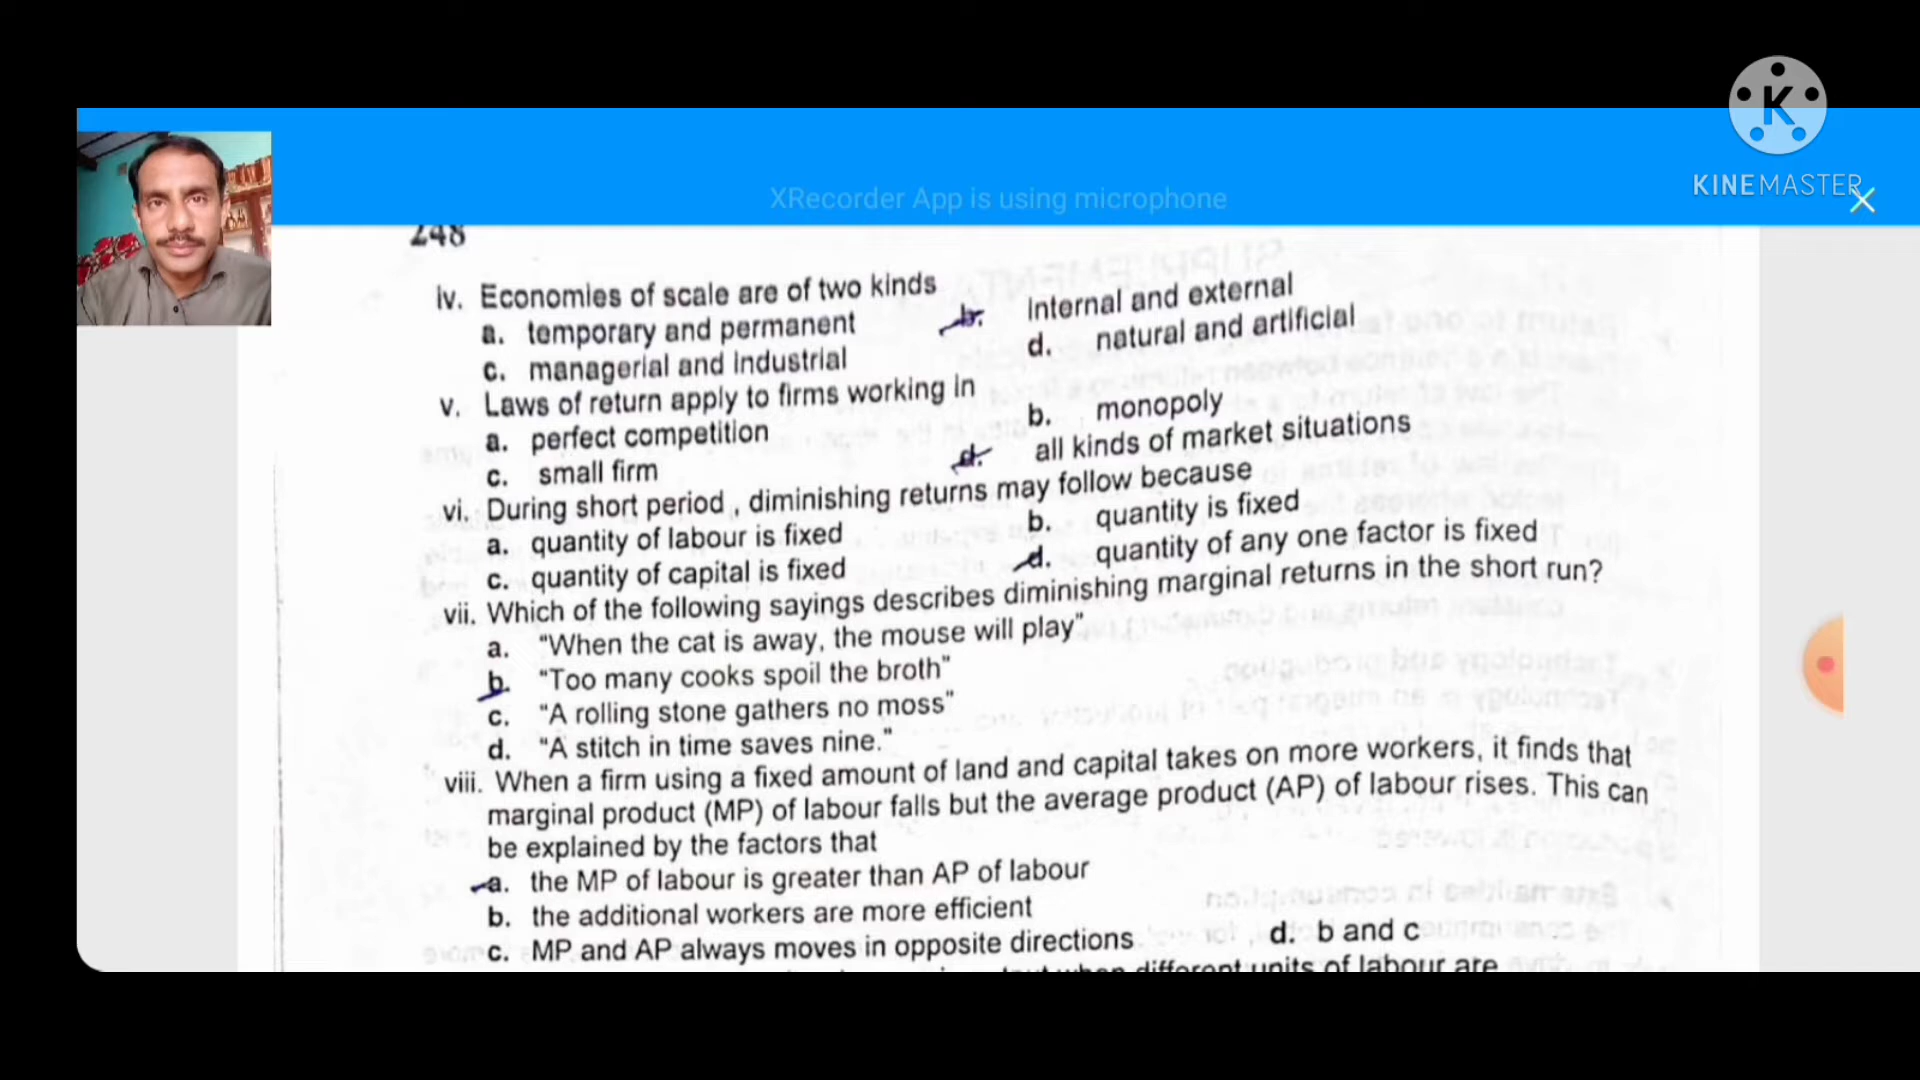 KINEMASTER
XRecorder App is using microphone
248
iv. Economies of scale are of two kinds
a. temporary and permanent b. internal and external
c. managerial and industrial d. natural and artificial
v. Laws of return apply to firms working in
a. perfect competition b. monopoly
c. small firm d. all kinds of market situations
vi. During short period , diminishing returns may follow because
a. quantity of labour is fixed b. quantity is fixed
c. quantity of capital is fixed d. quantity of any one factor is fixed
vii. Which of the following sayings describes diminishing marginal returns in the short run?
a. "When the cat is away, the mouse will play"
b. "Too many cooks spoil the broth"
c. "A rolling stone gathers no moss"
d. "A stitch in time saves nine."
viii. When a firm using a fixed amount of land and capital takes on more workers, it finds that
marginal product (MP) of labour falls but the average product (AP) of labour rises. This can
be explained by the factors that
a. the MP of labour is greater than AP of labour
b. the additional workers are more efficient
c. MP and AP always moves in opposite directions d. b and c
when different units of labour are